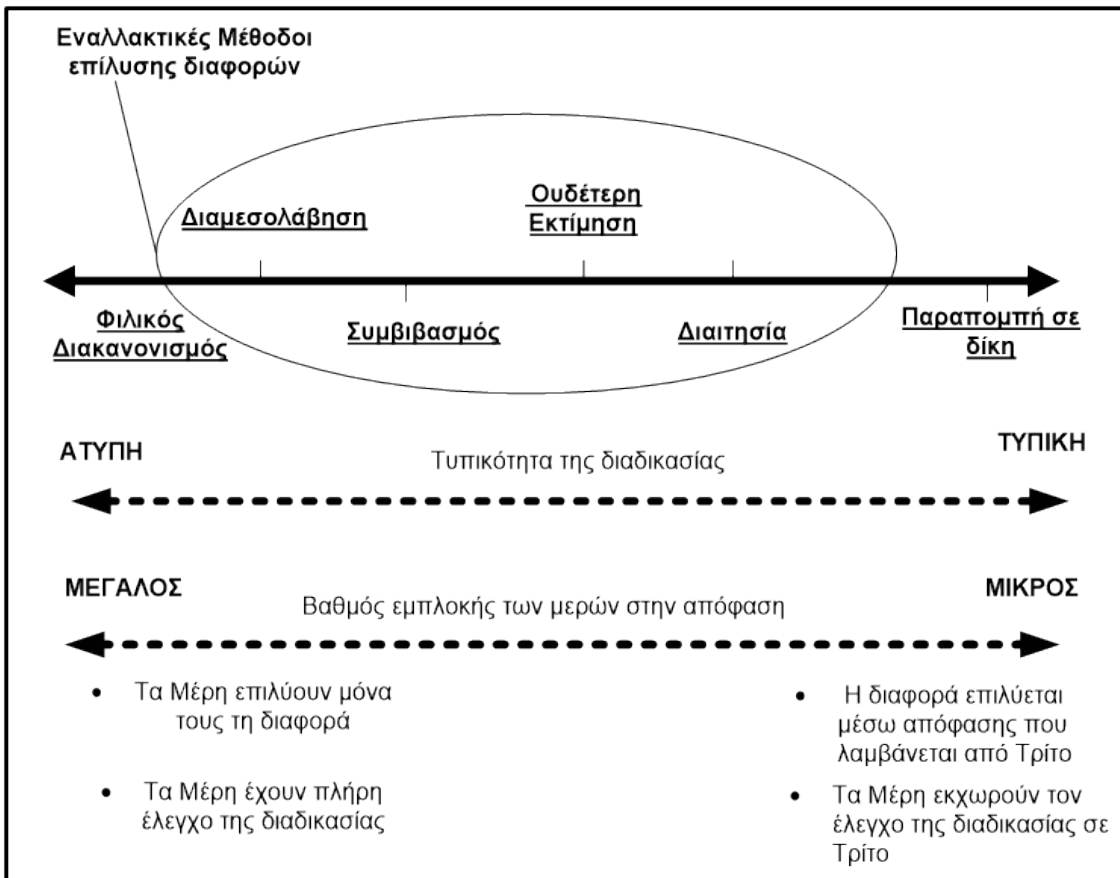 Εναλλακτικές Μέθοδοι
επίλυσης διαφορών
Διαμεσολάβηση
Ουδέτερη
Εκτίμηση
Φιλικός
Διακανονισμός
Συμβιβασμός
Διαιτησία
Παραπομπή σε
δίκη
ΑΤΥΠΗ
Τυπικότητα της διαδικασίας
ΤΥΠΙΚΗ
ΜΕΓΑΛΟΣ
Βαθμός εμπλοκής των μερών στην απόφαση
ΜΙΚΡΟΣ
• Τα Μέρη επιλύουν μόνα
τους τη διαφορά
• Τα Μέρη έχουν πλήρη
έλεγχο της διαδικασίας
• Η διαφορά επιλύεται
μέσω απόφασης που
λαμβάνεται από Τρίτο
• Τα Μέρη εκχωρούν τον
έλεγχο της διαδικασίας σε
Τρίτο